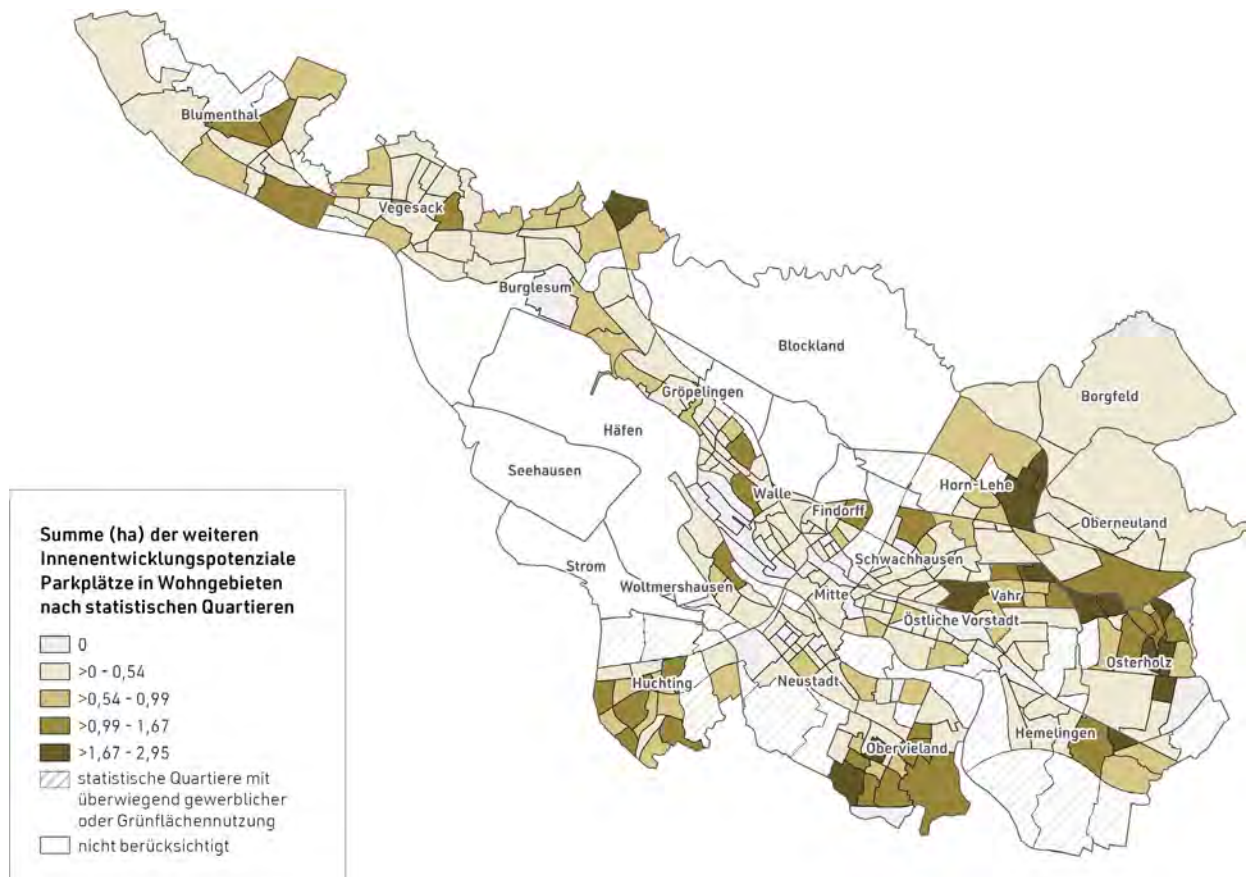 Blumenthal
Vegesack
Burglesum
Blockland
Borgfeld
Gröpelingen
Häfen
Seehausen
Horn-Lehe
Walle
Findorff
Oberneuland
Strom
Schwachhausen
Woltmershausen
Mitte
Vahr
Östliche Vorstadt
Osterholz
Huchting
Neustadt
Hemelingen
Obervieland
Summe (ha) der weiteren
Innenentwicklungspotenziale
Parkplätze in Wohngebieten
nach statistischen Quartieren
0
>0 - 0,54
>0,54 - 0,99
>0,99 - 1,67
>1,67 - 2,95
statistische Quartiere mit
überwiegend gewerblicher
oder Grünflächennutzung
nicht berücksichtigt